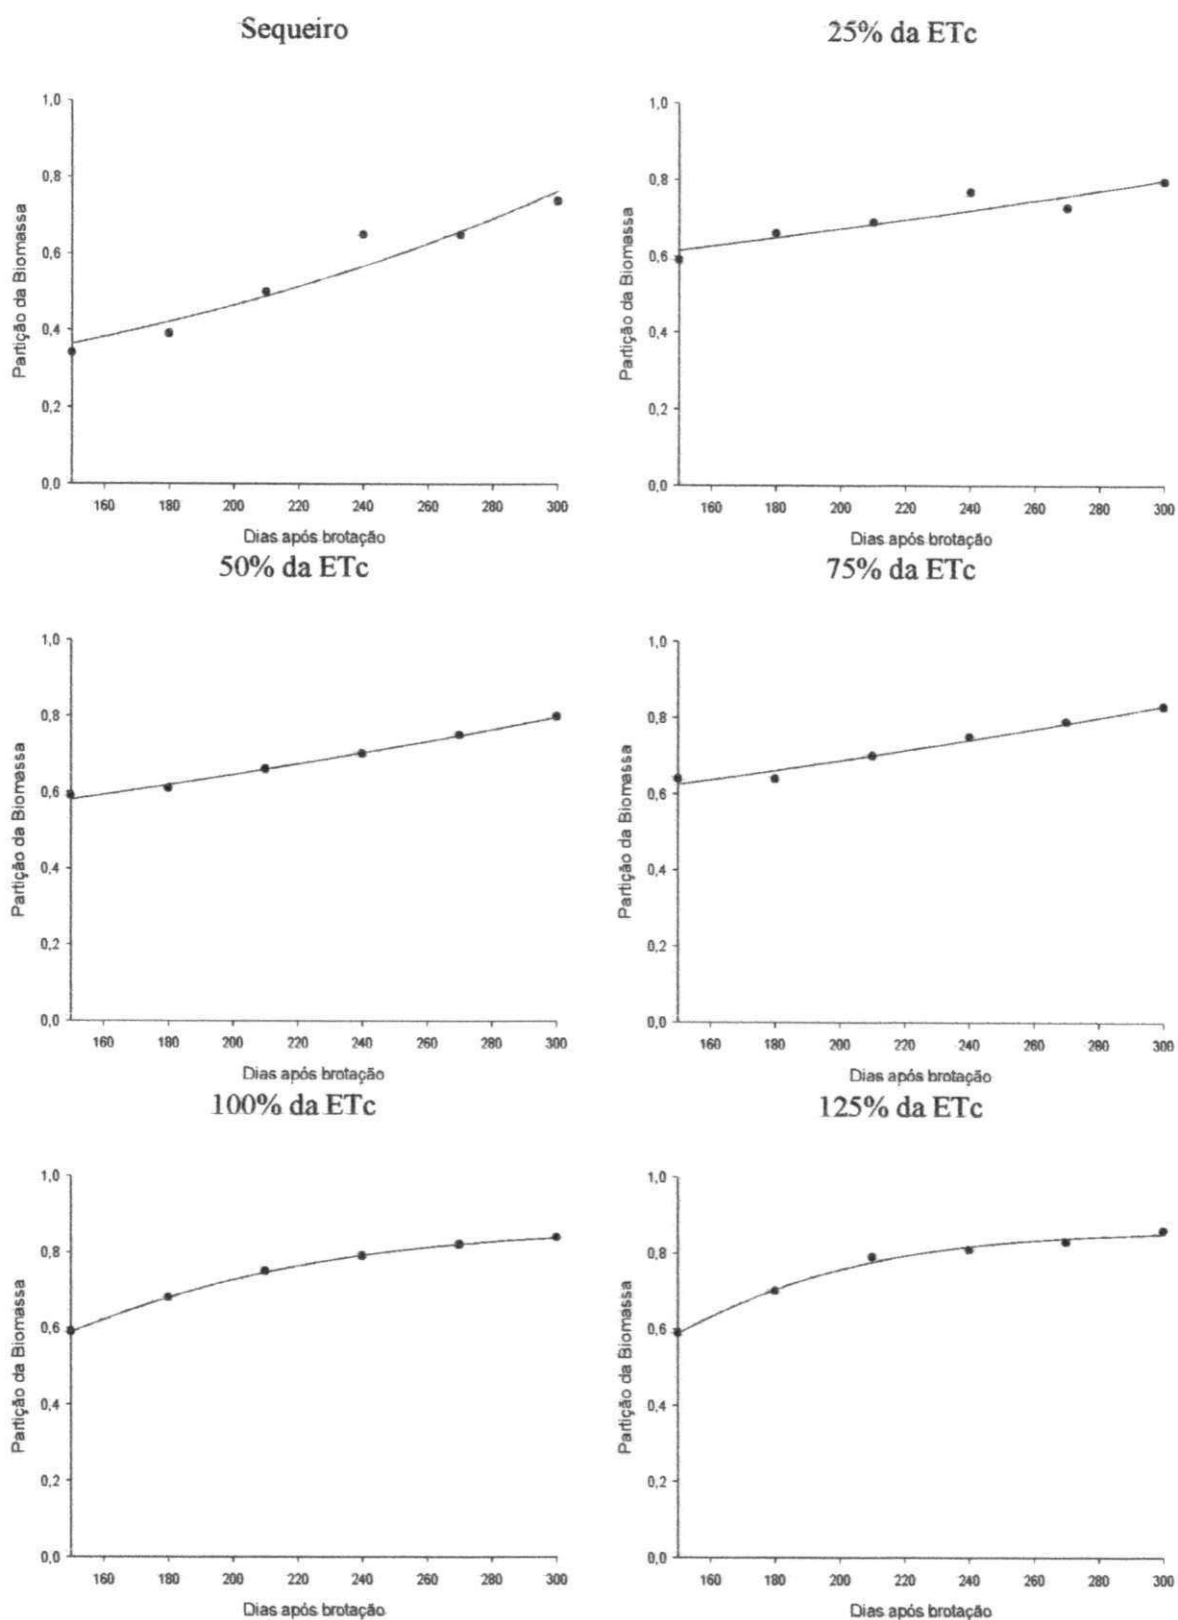 Sequeiro
25% da ETc
1,0
0,8
0,6
0,4
0,2
0,0
Partição da Biomassa
160 180 200 220 240 260 280 300
Dias após brotação
1,0
0,8
0,6
0,4
0,2
0,0
Partição da Biomassa
160 180 200 220 240 260 280 300
Dias após brotação
50% da ETc
75% da ETc
1,0
0,8
0,6
0,4
0,2
0,0
Partição da Biomassa
160 180 200 220 240 260 280 300
Dias após brotação
1,0
0,8
0,6
0,4
0,2
0,0
Partição da Biomassa
160 180 200 220 240 260 280 300
Dias após brotação
100% da ETc
125% da ETc
1,0
0,8
0,6
0,4
0,2
0,0
Partição da Biomassa
160 180 200 220 240 260 280 300
Dias após brotação
1,0
0,8
0,6
0,4
0,2
0,0
Partição da Biomassa
160 180 200 220 240 260 280 300
Dias após brotação